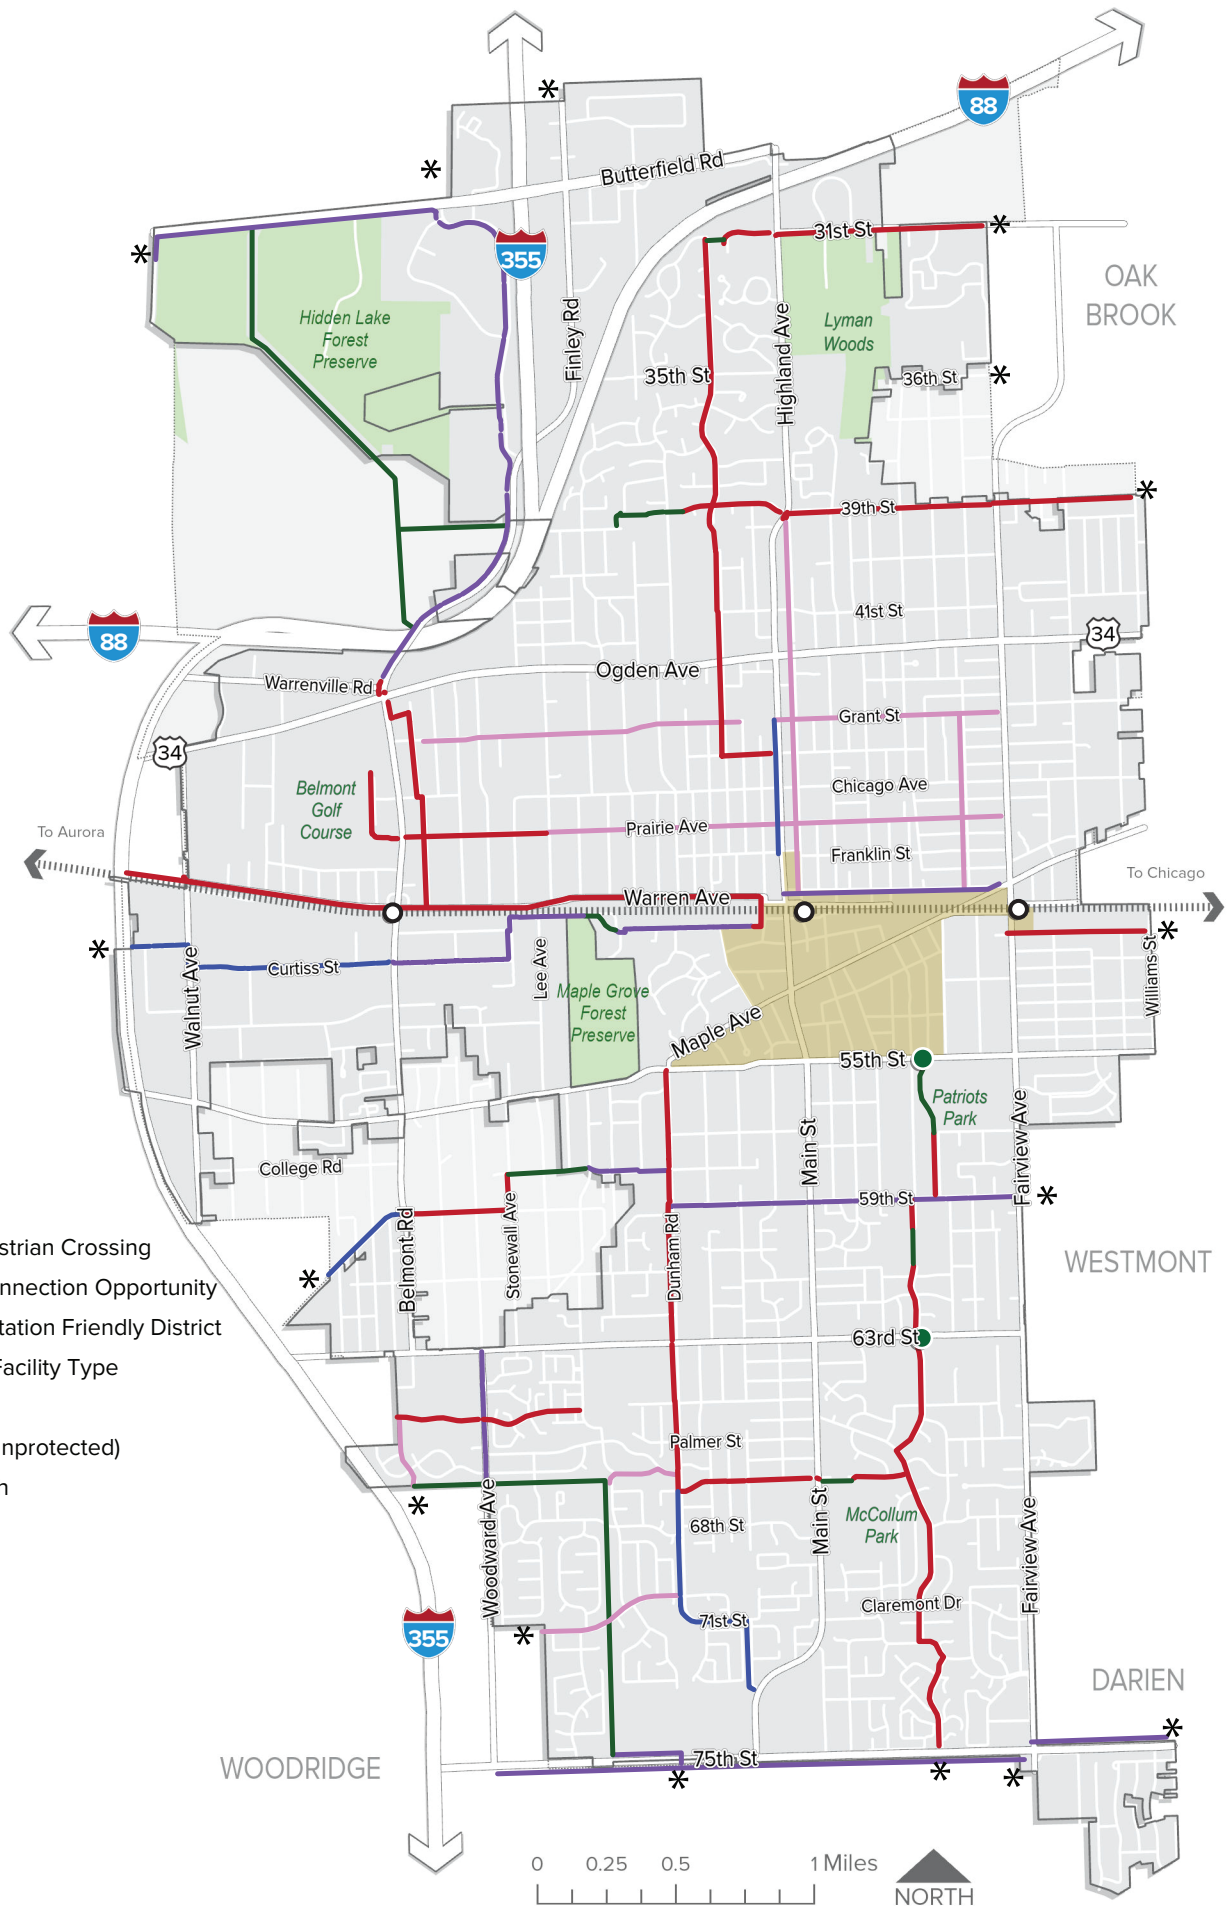 88
Butterfield Rd
31st St
355
OAK
BROOK
Hidden Lake
Forest
Preserve
Finley Rd
Highland Ave
Lyman
Woods
35th St
36th St
39th St
41st St
34
88
Ogden Ave
Warrenville Rd
Grant St
34
Belmont
Golf
Course
Chicago Ave
To Aurora
Prairie Ave
Franklin St
To Chicago
Warren Ave
Walnut Ave
Curtiss St
Lee Ave
Maple Grove
Forest
Preserve
Williams St
Maple Ave
55th St
Patriots
Park
Main St
Fairview Ave
College Rd
59th St
Belmont Rd
Stonewall Ave
Dunham Rd
strian Crossing
WESTMONT
nnection Opportunity
tation Friendly District
63rd St
Facility Type
Palmer St
nprotected)
n
Woodward Ave
68th St
Main St
McCollum
Park
Fairview Ave
Claremont Dr
71st St
355
DARIEN
WOODRIDGE
75th St
0 0.25 0.5 1 Miles
NORTH